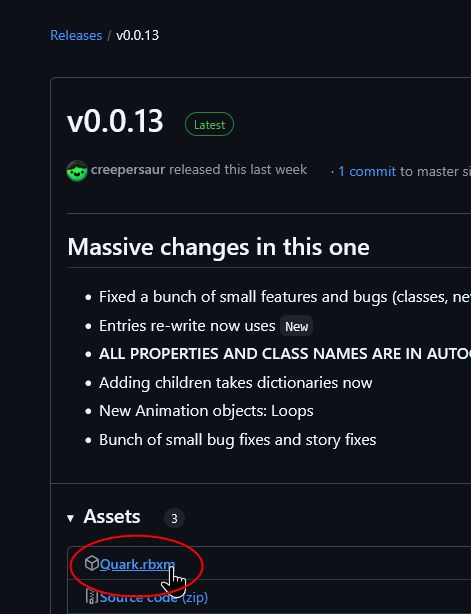 Releases / v0.0.13
v0.0.13 Latest
creepersaur released this last week · 1 commit to master si
Massive changes in this one
• Fixed a bunch of small features and bugs (classes, ne
• Entries re-write now uses New
• ALL PROPERTIES AND CLASS NAMES ARE IN AUTO
• Adding children takes dictionaries now
• New Animation objects: Loops
• Bunch of small bug fixes and story fixes
Assets 3
Quark.rbxm
Source code (zip)